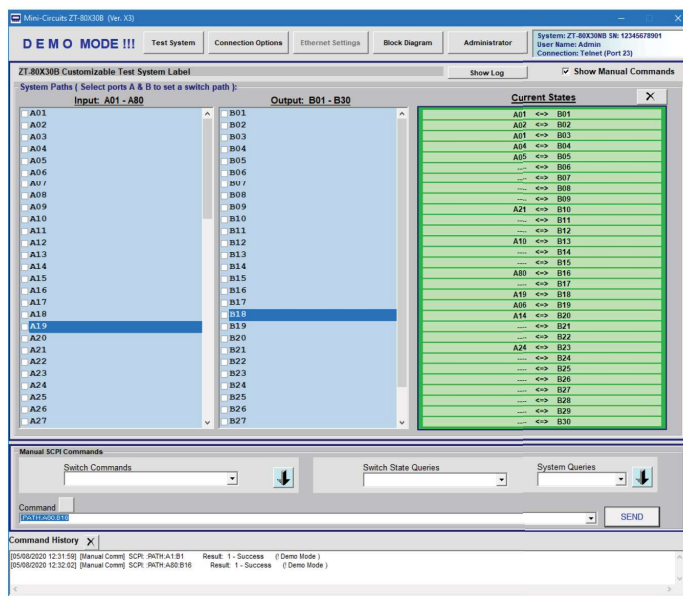 Mini-Circuits ZT-80X30B (Ver. X3)
DEMO MODE !!!
Test System
Connection Options
Ethernet Settings
Block Diagram
Administrator
System: ZT-80X30NB SN: 12345678901
User Name: Admin
Connection: Telnet (Port 23)
ZT-80X30B Customizable Test System Label
Show Log
Show Manual Commands
System Paths ( Select ports A & B to set a switch path ):
Input: A01 - A80
A01
A02
A03
A04
A05
A06
A07
A08
A09
A10
A11
A12
A13
A14
A15
A16
A17
A18
A19
A20
A21
A22
A23
A24
A25
A26
A27
Output: B01 - B30
B01
B02
B03
B04
B05
B06
B07
B08
B09
B10
B11
B12
B13
B14
B15
B16
B17
B18
B19
B20
B21
B22
B23
B24
B25
B26
B27
Current States
X
A01 <=> B01
A02 <=> B02
A01 <=> B03
A04 <=> B04
A05 <=> B05
---- <=> B06
---- <=> B07
---- <=> B08
---- <=> B09
A21 <=> B10
---- <=> B11
---- <=> B12
A10 <=> B13
---- <=> B14
---- <=> B15
A80 <=> B16
---- <=> B17
A19 <=> B18
A06 <=> B19
A14 <=> B20
---- <=> B21
---- <=> B22
A24 <=> B23
---- <=> B24
---- <=> B25
---- <=> B26
---- <=> B27
---- <=> B28
---- <=> B29
---- <=> B30
Manual SCPI Commands
Switch Commands
Switch State Queries
System Queries
Command
:PATH:A80:B16
SEND
Command History X
[05/08/2020 12:31:59] [Manual Comm] SCPI: :PATH:A1:B1 Result: 1 - Success (! Demo Mode )
[05/08/2020 12:32:02] [Manual Comm] SCPI: :PATH:A80:B16 Result: 1 - Success (! Demo Mode )